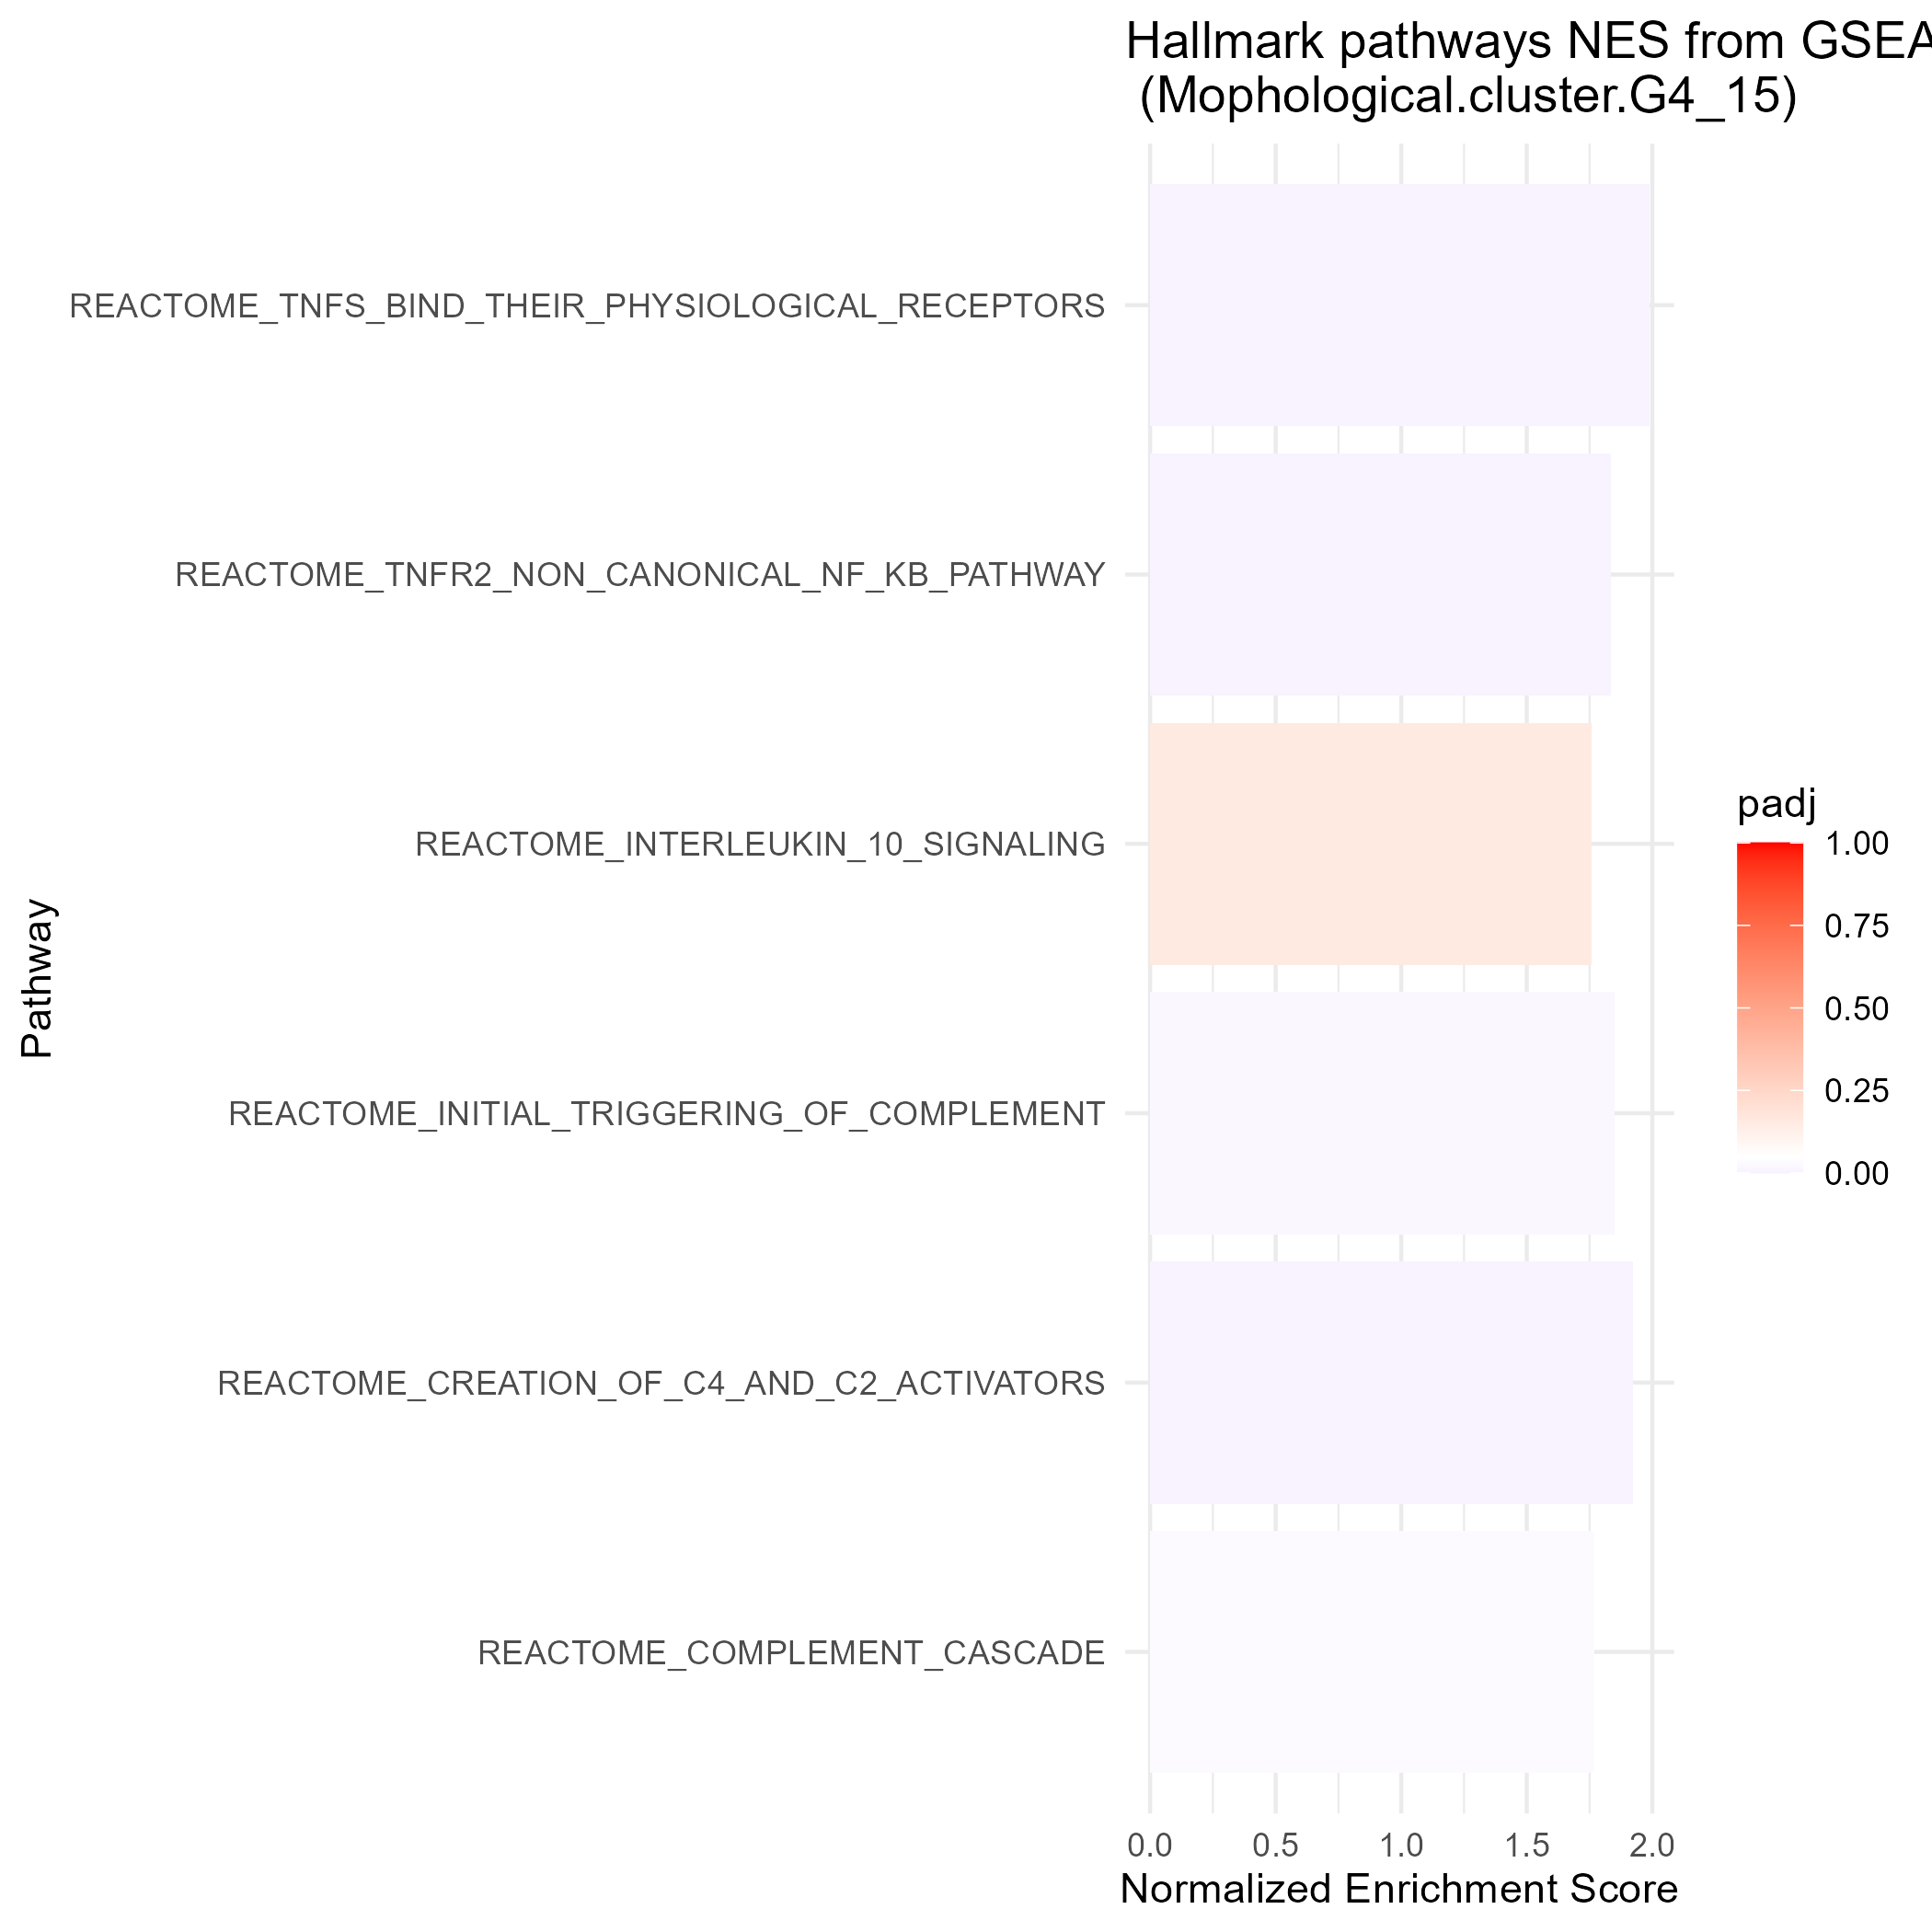 Hallmark pathways NES from GSEA
(Mophological.cluster.G4_15)
REACTOME_TNFS_BIND_THEIR_PHYSIOLOGICAL_RECEPTORS
REACTOME_TNFR2_NON_CANONICAL_NF_KB_PATHWAY
REACTOME_INTERLEUKIN_10_SIGNALING
REACTOME_INITIAL_TRIGGERING_OF_COMPLEMENT
REACTOME_CREATION_OF_C4_AND_C2_ACTIVATORS
REACTOME_COMPLEMENT_CASCADE
Pathway
0.0 0.5 1.0 1.5 2.0
Normalized Enrichment Score
padj
1.00
0.75
0.50
0.25
0.00